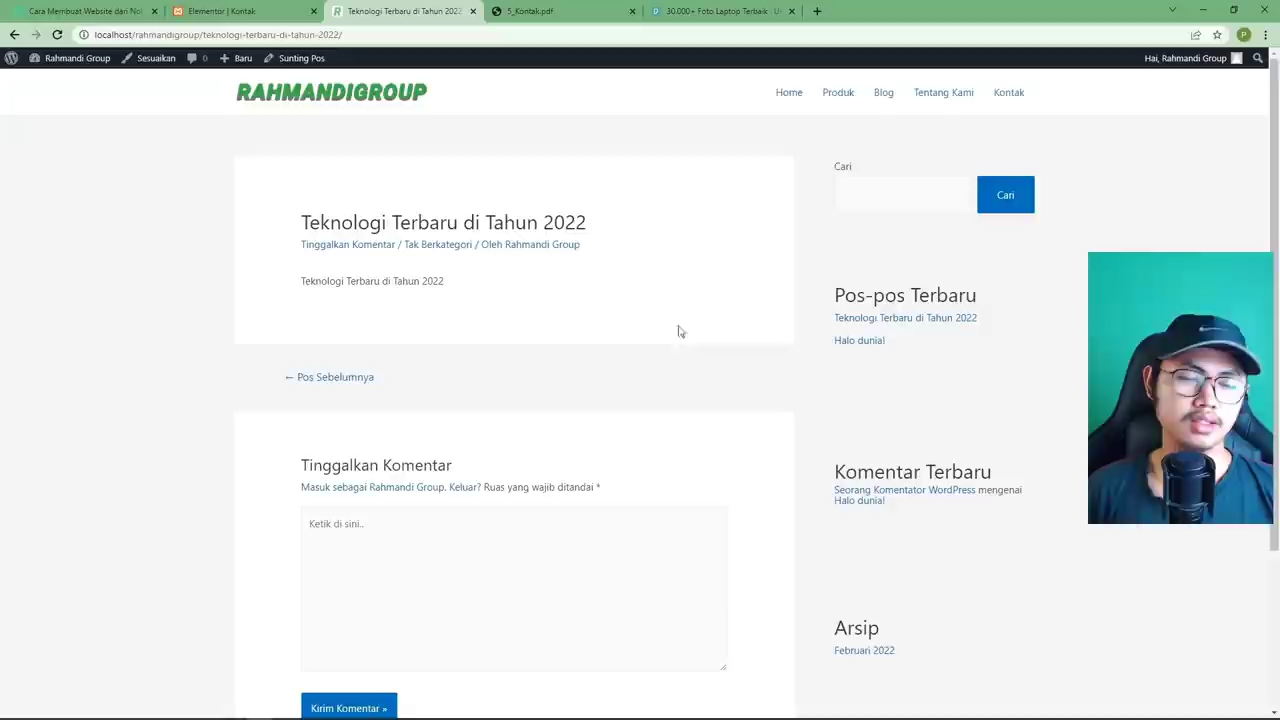 Cara Membuat Website dari Nol
Elementor | Kontak
Teknologi Terbaru di Tahun 2022
5_Kontak.pdf
30.000+ Foto Laptop Terbaik · U
localhost/rahmandigroup/teknologi-terbaru-di-tahun-2022/
P
Rahmandi Group
Sesuaikan
0
Baru
Sunting Pos
Hai, Rahmandi Group
RAHMANDIGROUP
Home
Produk
Blog
Tentang Kami
Kontak
Teknologi Terbaru di Tahun 2022
Tinggalkan Komentar / Tak Berkategori / Oleh Rahmandi Group
Teknologi Terbaru di Tahun 2022
← Pos Sebelumnya
Tinggalkan Komentar
Masuk sebagai Rahmandi Group. Keluar? Ruas yang wajib ditandai *
Ketik di sini..
Kirim Komentar »
Cari
Cari
Pos-pos Terbaru
Teknologi Terbaru di Tahun 2022
Halo dunia!
Komentar Terbaru
Seorang Komentator WordPress mengenai
Halo dunia!
Arsip
Februari 2022